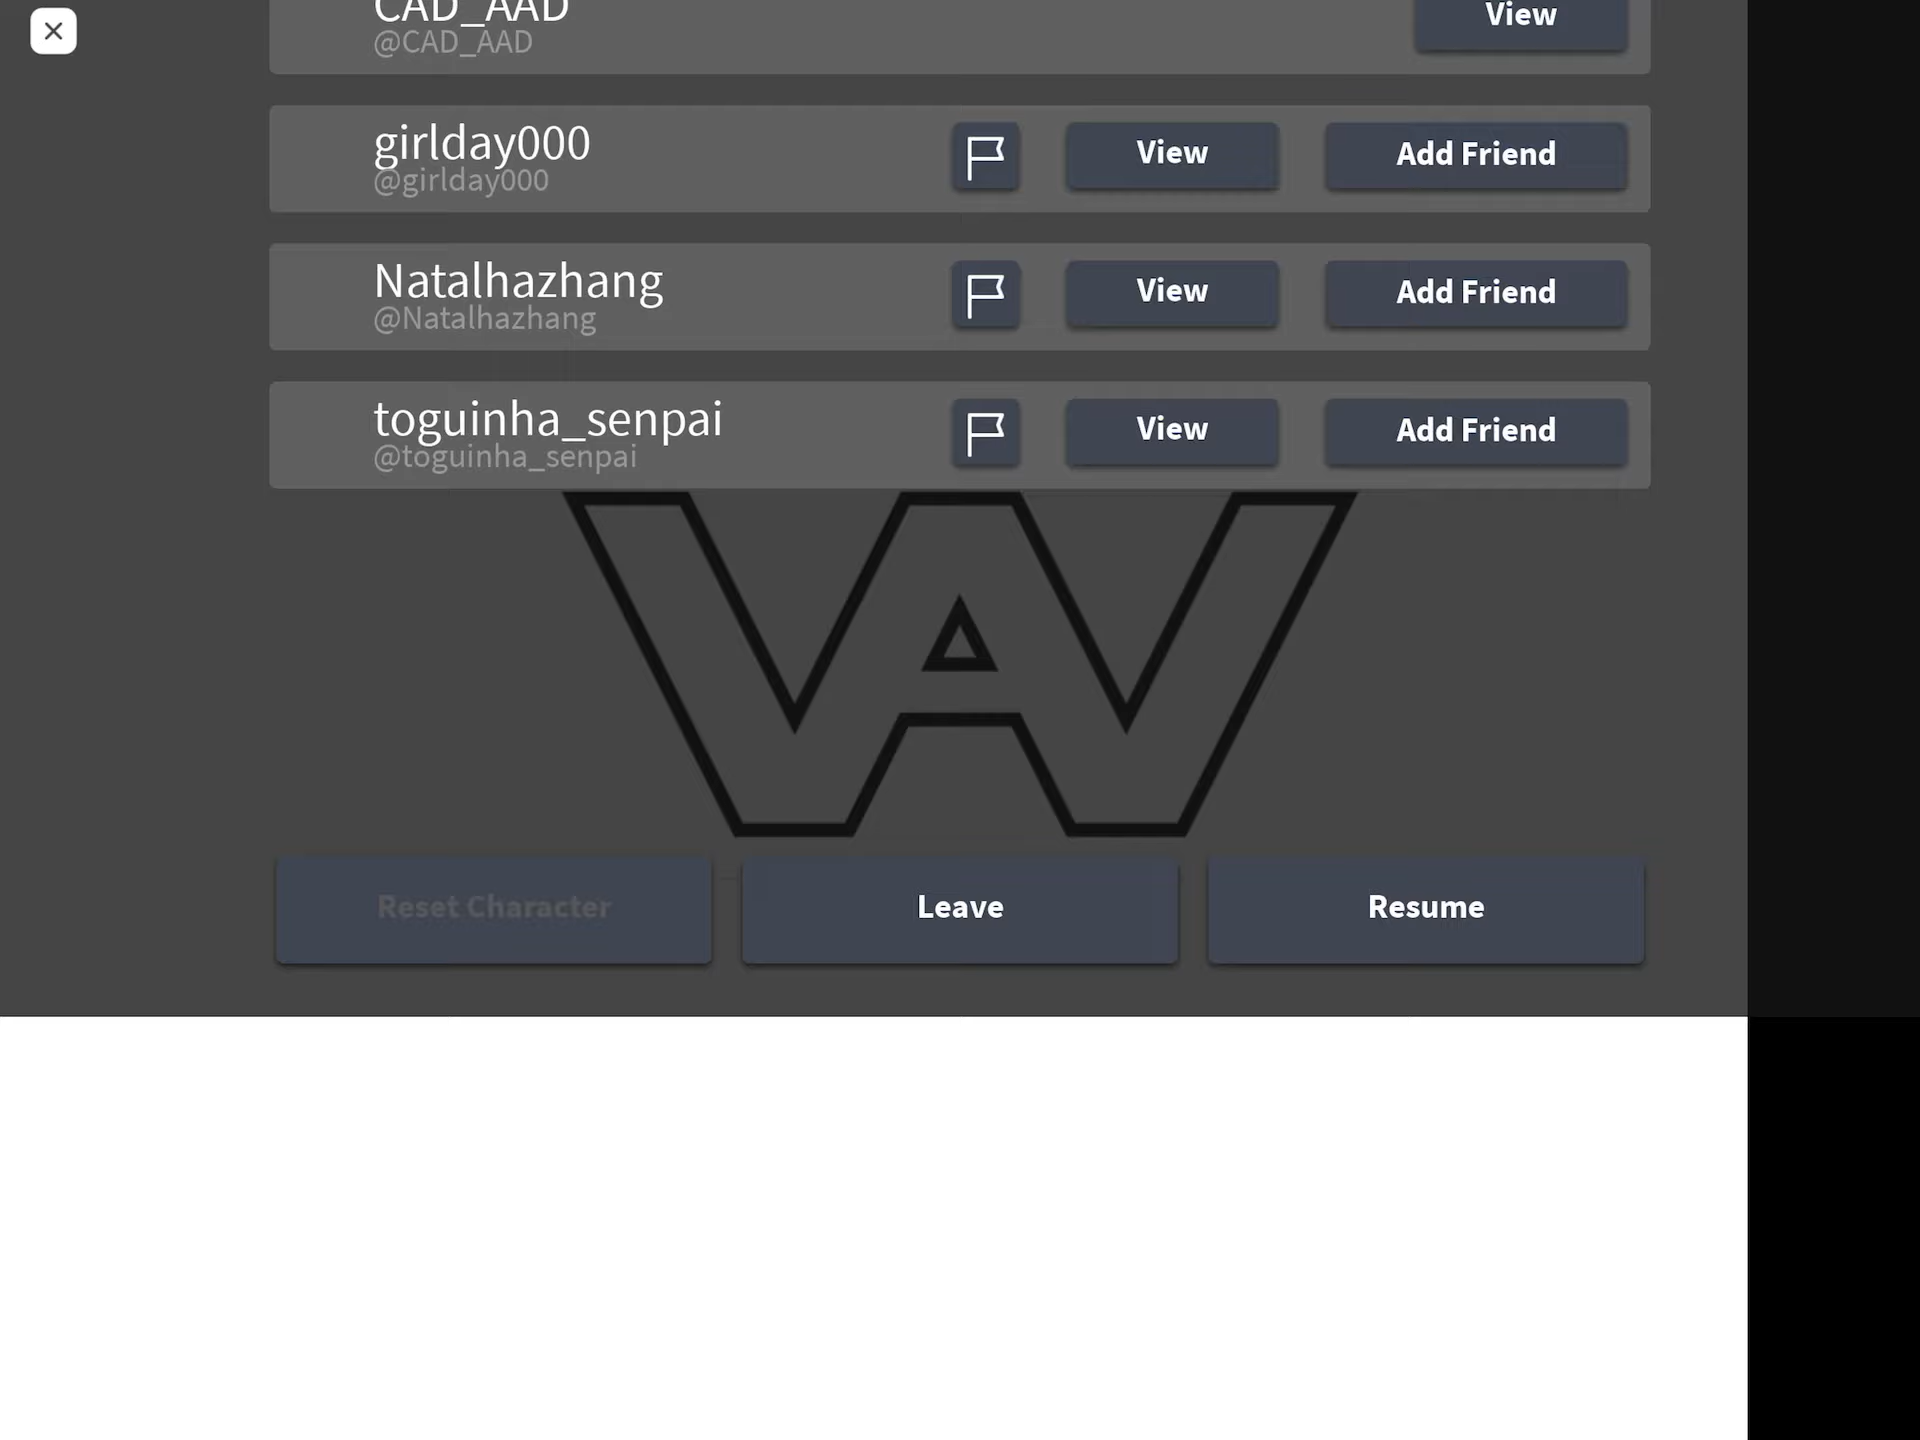 CAD_AAD
@CAD_AAD
View
girlday000
@girlday000
View
Add Friend
Natalhazhang
@Natalhazhang
View
Add Friend
toguinha_senpai
@toguinha_senpai
View
Add Friend
Reset Character
Leave
Resume